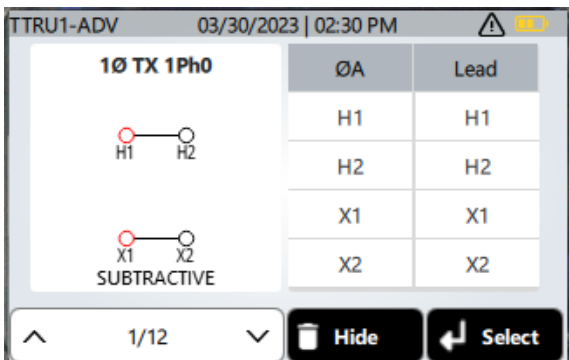 TTRU1-ADV 03/30/2023 | 02:30 PM
1Ø TX 1Ph0
H1 H2
X1 X2
SUBTRACTIVE
ØA Lead
H1 H1
H2 H2
X1 X1
X2 X2
1/12 Hide Select